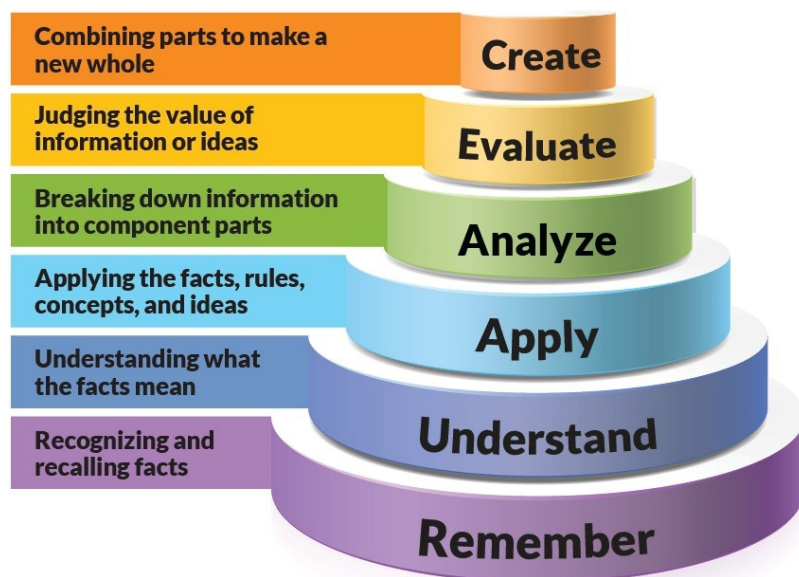 Combining parts to make a
new whole
Create
Judging the value of
information or ideas
Evaluate
Breaking down information
into component parts
Analyze
Applying the facts, rules,
concepts, and ideas
Apply
Understanding what
the facts mean
Understand
Recognizing and
recalling facts
Remember